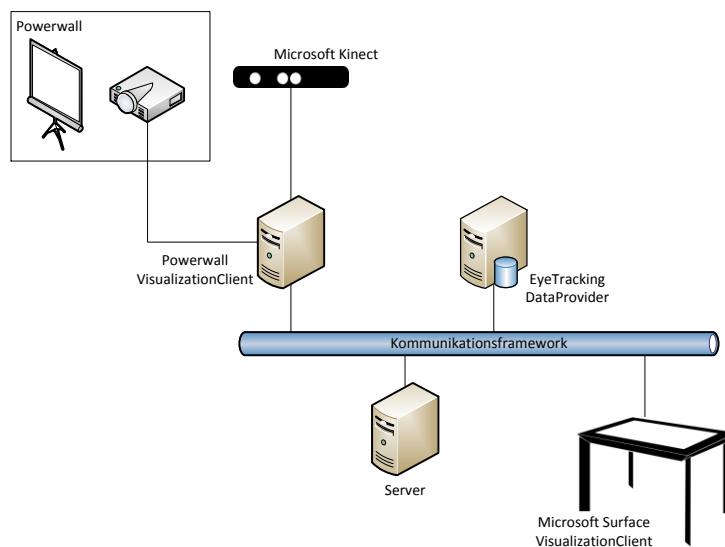 Powerwall
Microsoft Kinect
Powerwall
VisualizationClient
EyeTracking
DataProvider
Kommunikationsframework
Server
Microsoft Surface
VisualizationClient